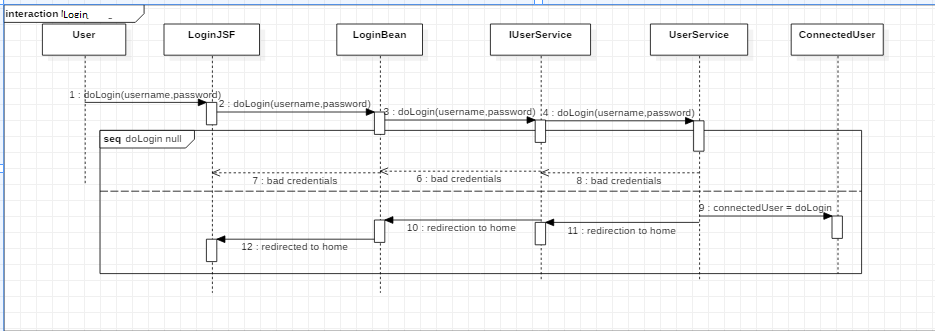 interaction Login
User
LoginJSF
LoginBean
IUserService
UserService
ConnectedUser
1 : doLogin(username,password)
2 : doLogin(username,password)
3 : doLogin(username,password)
4 : doLogin(username,password)
seq doLogin null
7 : bad credentials
6 : bad credentials
8 : bad credentials
9 : connectedUser = doLogin
10 : redirection to home
11 : redirection to home
12 : redirected to home